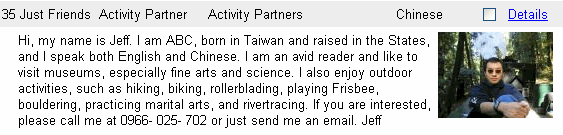 35 Just Friends Activity Partner Activity Partners Chinese Details
Hi, my name is Jeff. I am ABC, born in Taiwan and raised in the States,
and I speak both English and Chinese. I am an avid reader and like to
visit museums, especially fine arts and science. I also enjoy outdoor
activities, such as hiking, biking, rollerblading, playing Frisbee,
bouldering, practicing marital arts, and rivertracing. If you are interested,
please call me at 0966- 025- 702 or just send me an email. Jeff